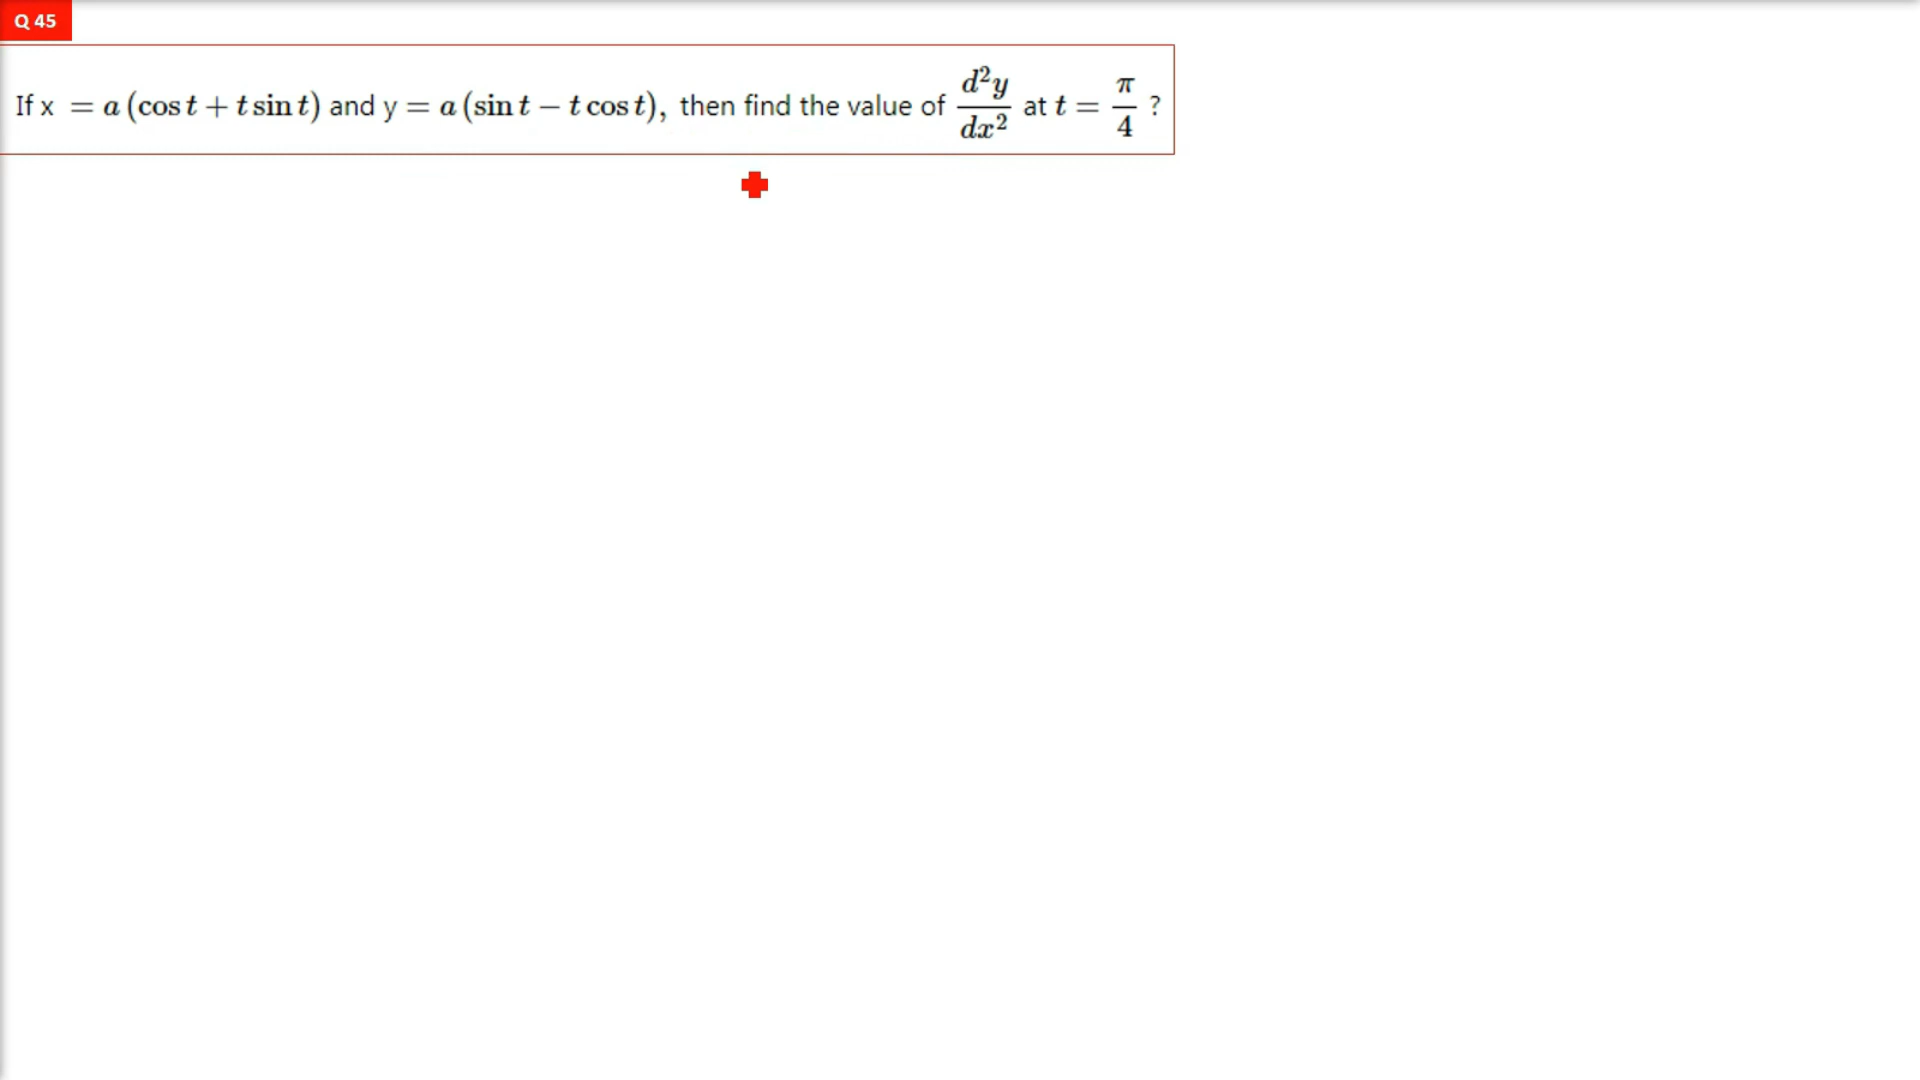 Q 45
If x = a (cos t + t sin t) and y = a (sin t − t cos t), then find the value of d²y/dx² at t = π/4 ?